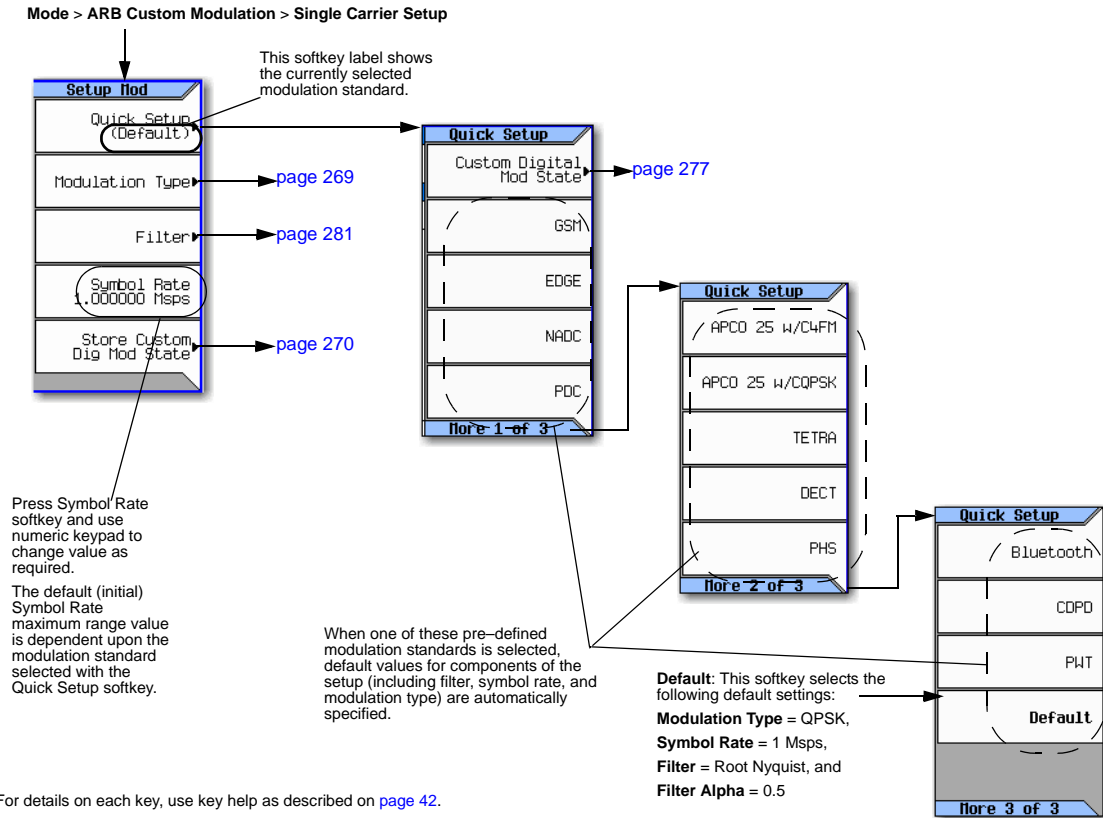 Mode > ARB Custom Modulation > Single Carrier Setup
This softkey label shows
the currently selected
modulation standard.
Setup Mod
Quick Setup
(Default)
Modulation Type
page 269
Filter
page 281
Symbol Rate
1.000000 Msps
Store Custom
Dig Mod State
page 270
Quick Setup
Custom Digital
Mod State
page 277
GSM
EDGE
NADC
PDC
More 1 of 3
Quick Setup
APCO 25 w/C4FM
APCO 25 w/CQPSK
TETRA
DECT
PHS
More 2 of 3
Quick Setup
Bluetooth
CDPD
PWT
Default
More 3 of 3
Press Symbol Rate
softkey and use
numeric keypad to
change value as
required.
The default (initial)
Symbol Rate
maximum range value
is dependent upon the
modulation standard
selected with the
Quick Setup softkey.
When one of these pre–defined
modulation standards is selected,
default values for components of the
setup (including filter, symbol rate, and
modulation type) are automatically
specified.
Default: This softkey selects the
following default settings:
Modulation Type = QPSK,
Symbol Rate = 1 Msps,
Filter = Root Nyquist, and
Filter Alpha = 0.5
For details on each key, use key help as described on page 42.